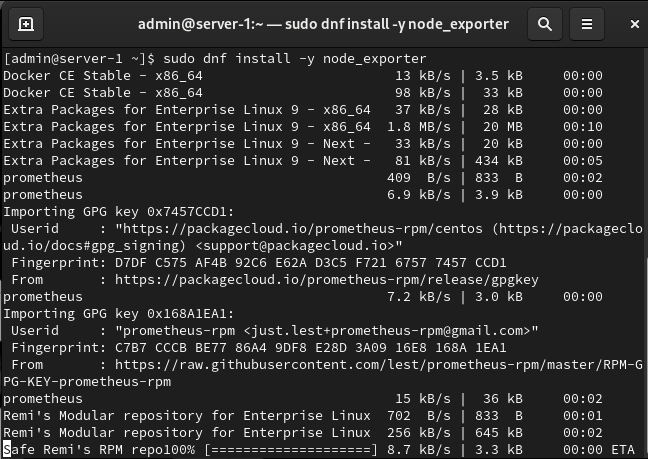 admin@server-1:~ — sudo dnf install -y node_exporter
[admin@server-1 ~]$ sudo dnf install -y node_exporter
Docker CE Stable - x86_64                       13 kB/s | 3.5 kB     00:00
Docker CE Stable - x86_64                       98 kB/s |  33 kB     00:00
Extra Packages for Enterprise Linux 9 - x86_64  37 kB/s |  28 kB     00:00
Extra Packages for Enterprise Linux 9 - x86_64 1.8 MB/s |  20 MB     00:10
Extra Packages for Enterprise Linux 9 - Next -  33 kB/s |  20 kB     00:00
Extra Packages for Enterprise Linux 9 - Next -  81 kB/s | 434 kB     00:05
prometheus                                     409  B/s | 833  B     00:02
prometheus                                     6.9 kB/s | 3.9 kB     00:00
Importing GPG key 0x7457CCD1:
 Userid     : "https://packagecloud.io/prometheus-rpm/centos (https://packageclo
ud.io/docs#gpg_signing) <support@packagecloud.io>"
 Fingerprint: D7DF C575 AF4B 92C6 E62A D3C5 F721 6757 7457 CCD1
 From       : https://packagecloud.io/prometheus-rpm/release/gpgkey
prometheus                                     7.2 kB/s | 3.0 kB     00:00
Importing GPG key 0x168A1EA1:
 Userid     : "prometheus-rpm <just.lest+prometheus-rpm@gmail.com>"
 Fingerprint: C7B7 CCCB BE77 86A4 9DF8 E28D 3A09 16E8 168A 1EA1
 From       : https://raw.githubusercontent.com/lest/prometheus-rpm/master/RPM-G
PG-KEY-prometheus-rpm
prometheus                                      15 kB/s |  36 kB     00:02
Remi's Modular repository for Enterprise Linux 702  B/s | 833  B     00:01
Remi's Modular repository for Enterprise Linux 256 kB/s | 645 kB     00:02
Safe Remi's RPM repo100% [====================] 8.7 kB/s | 3.3 kB     00:00 ETA